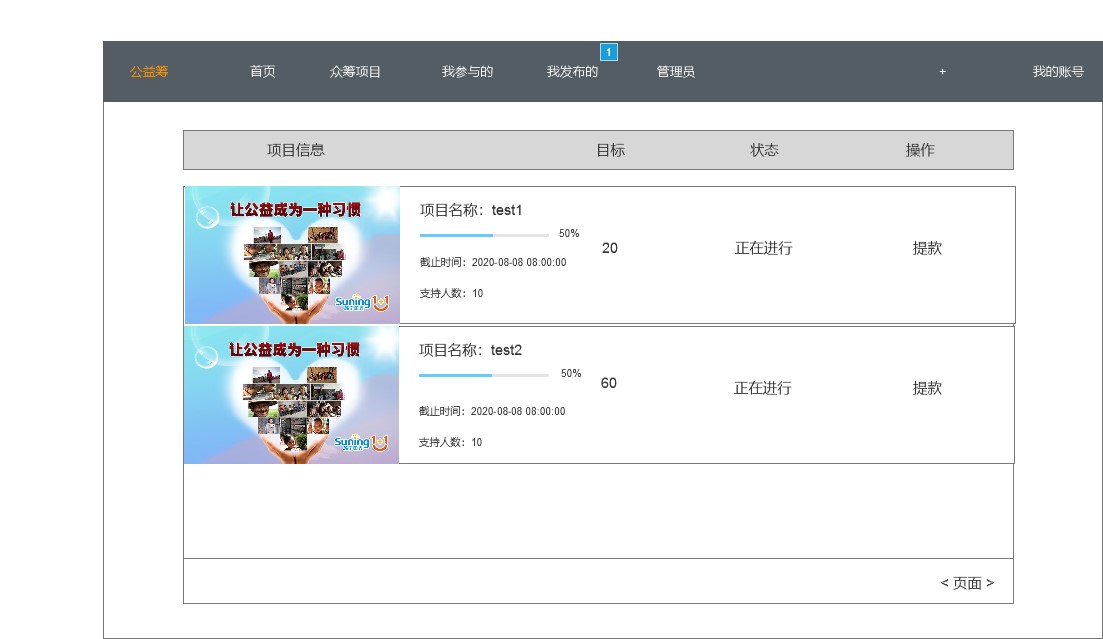 1
公益筹 首页 众筹项目 我参与的 我发布的 管理员 + 我的账号
项目信息 目标 状态 操作
让公益成为一种习惯
Suning 1+1
项目名称：test1
50%
20 正在进行 提款
截止时间：2020-08-08 08:00:00
支持人数：10
让公益成为一种习惯
Suning 1+1
项目名称：test2
50%
60 正在进行 提款
截止时间：2020-08-08 08:00:00
支持人数：10
< 页面 >